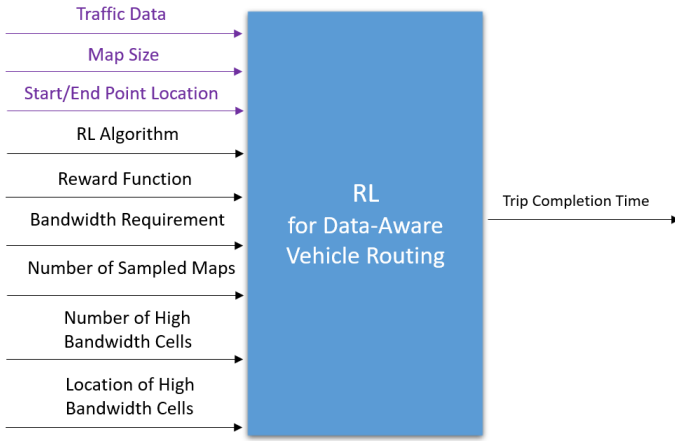 Traffic Data
Map Size
Start/End Point Location
RL Algorithm
Reward Function
Bandwidth Requirement
Number of Sampled Maps
Number of High
Bandwidth Cells
Location of High
Bandwidth Cells
RL
for Data-Aware
Vehicle Routing
Trip Completion Time